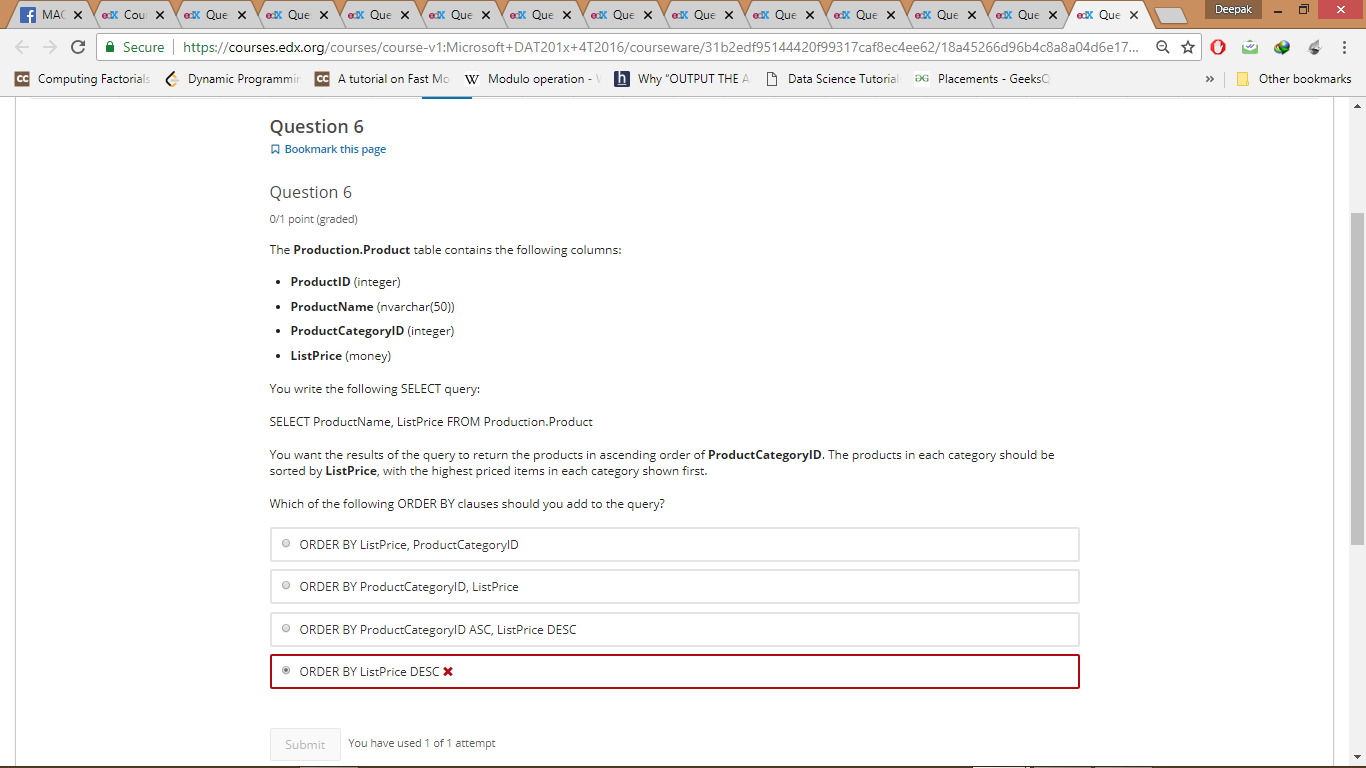 MAC
Cou
Que
Que
Que
Que
Que
Que
Que
Que
Que
Que
Que
Que
Deepak
Secure
https://courses.edx.org/courses/course-v1:Microsoft+DAT201x+4T2016/courseware/31b2edf95144420f99317caf8ec4ee62/18a45266d96b4c8a8a04d6e17...
CC Computing Factorials
Dynamic Programmin
CC A tutorial on Fast Mo
W Modulo operation -
h Why "OUTPUT THE A
Data Science Tutorial
Placements - GeeksQ
» Other bookmarks
Question 6
Bookmark this page
Question 6
0/1 point (graded)
The Production.Product table contains the following columns:
• ProductID (integer)
• ProductName (nvarchar(50))
• ProductCategoryID (integer)
• ListPrice (money)
You write the following SELECT query:
SELECT ProductName, ListPrice FROM Production.Product
You want the results of the query to return the products in ascending order of ProductCategoryID. The products in each category should be
sorted by ListPrice, with the highest priced items in each category shown first.
Which of the following ORDER BY clauses should you add to the query?
ORDER BY ListPrice, ProductCategoryID
ORDER BY ProductCategoryID, ListPrice
ORDER BY ProductCategoryID ASC, ListPrice DESC
ORDER BY ListPrice DESC ✖
Submit You have used 1 of 1 attempt